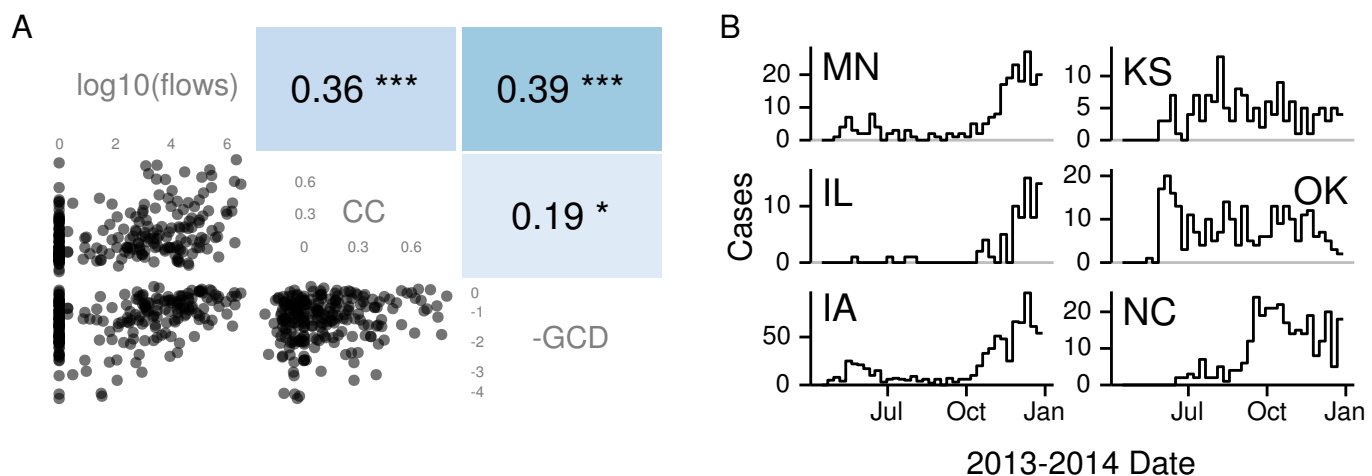 A
log10(flows)
0.36 ***
0.39 ***
0 2 4 6
0.6
0.3
CC
0 0.3 0.6
0.19 *
0
-1
-2
-3
-4
-GCD
B
Cases
MN
20
10
0
KS
10
5
0
IL
10
0
OK
20
10
0
IA
50
0
Jul Oct Jan
NC
20
10
0
Jul Oct Jan
2013-2014 Date